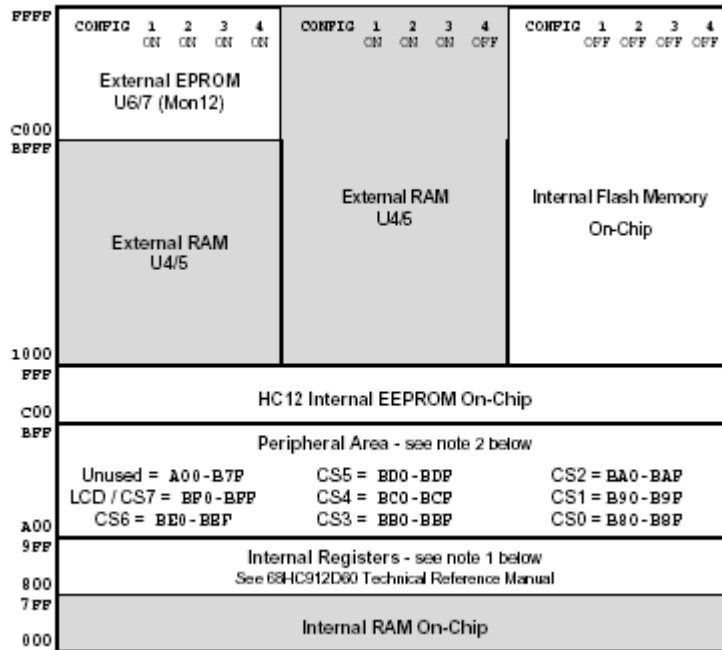 FFFF
CONFIG 1 2 3 4
ON ON ON ON
External EPROM
U6/7 (Mon12)
C000
BFFF
External RAM
U4/5
1000
CONFIG 1 2 3 4
ON ON ON OFF
External RAM
U4/5
CONFIG 1 2 3 4
OFF OFF OFF OFF
Internal Flash Memory
On-Chip
FFF
HC12 Internal EEPROM On-Chip
C00
BFF
Peripheral Area - see note 2 below
Unused = A00-B7F CS5 = BD0-BDF CS2 = BA0-BAF
LCD / CS7 = BF0-BFF CS4 = BC0-BCF CS1 = B90-B9F
CS6 = BE0-BEF CS3 = BB0-BBF CS0 = B80-B8F
A00
9FF
Internal Registers - see note 1 below
See 68HC912D60 Technical Reference Manual
800
7FF
Internal RAM On-Chip
000